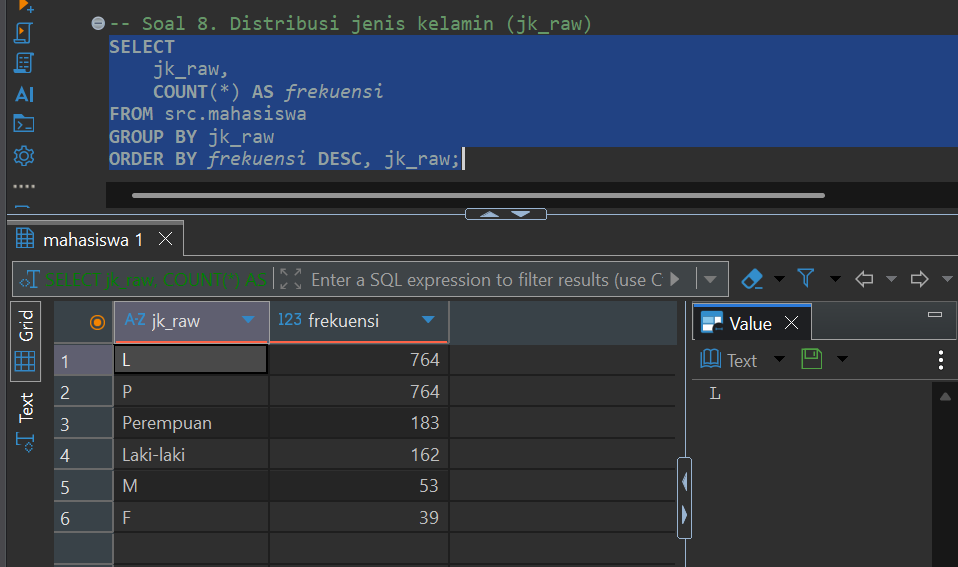 -- Soal 8. Distribusi jenis kelamin (jk_raw)
SELECT
jk_raw,
COUNT(*) AS frekuensi
FROM src.mahasiswa
GROUP BY jk_raw
ORDER BY frekuensi DESC, jk_raw;
AI
mahasiswa 1
SELECT jk_raw, COUNT(*) AS
Enter a SQL expression to filter results (use C
Grid
Text
A-Z jk_raw 123 frekuensi
1 L 764
2 P 764
3 Perempuan 183
4 Laki-laki 162
5 M 53
6 F 39
Value
Text
L